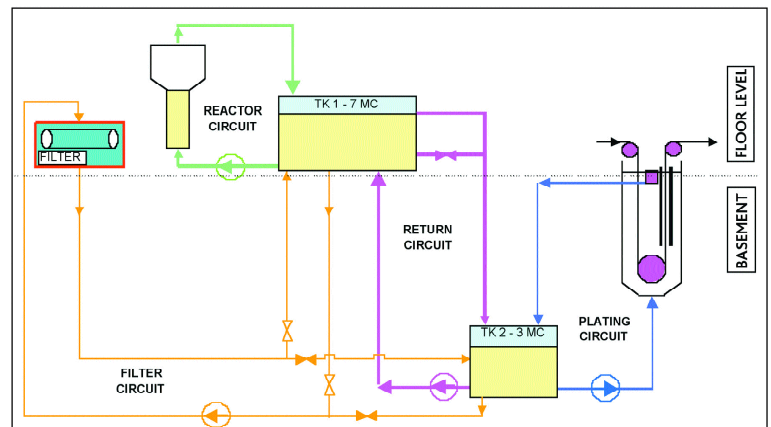 TK 1 - 7 MC
REACTOR
CIRCUIT
FILTER
FLOOR LEVEL
BASEMENT
RETURN
CIRCUIT
TK 2 - 3 MC
PLATING
CIRCUIT
FILTER
CIRCUIT